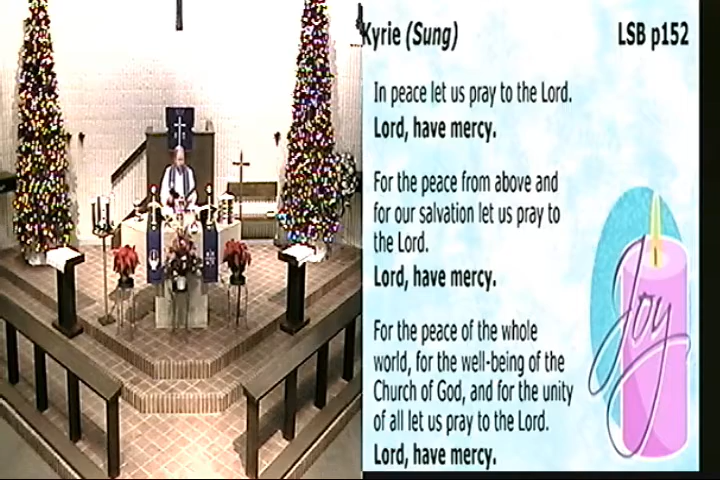 Kyrie (Sung) LSB p152
In peace let us pray to the Lord.
Lord, have mercy.
For the peace from above and
for our salvation let us pray to
the Lord.
Lord, have mercy.
For the peace of the whole
world, for the well-being of the
Church of God, and for the unity
of all let us pray to the Lord.
Lord, have mercy.
Joy